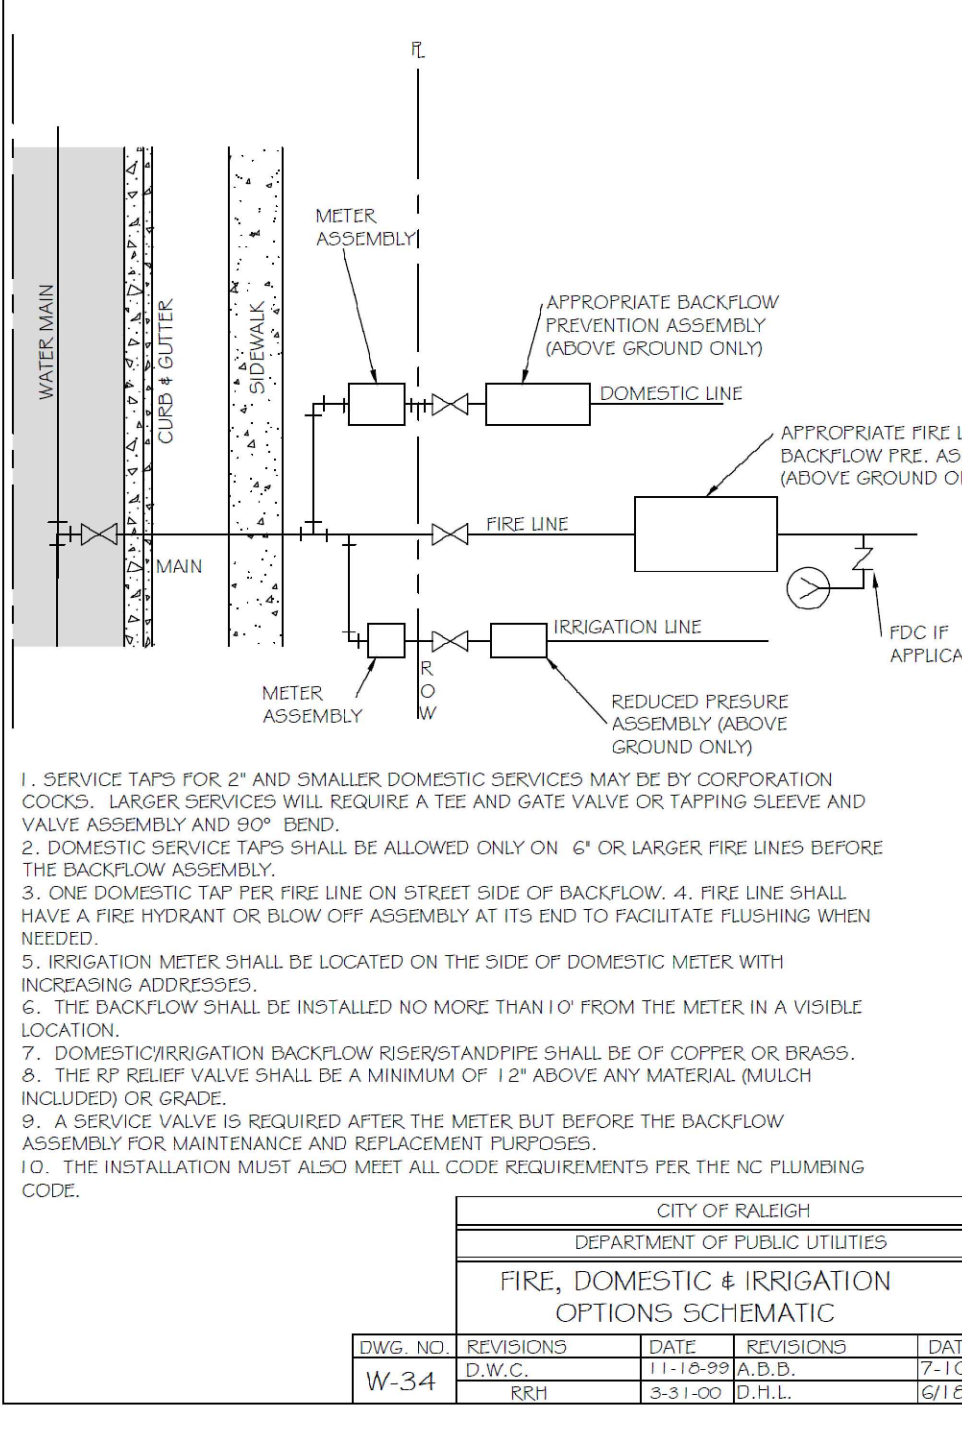 PL
METER
ASSEMBLY
WATER MAIN
CURB & GUTTER
SIDEWALK
APPROPRIATE BACKFLOW
PREVENTION ASSEMBLY
(ABOVE GROUND ONLY)
DOMESTIC LINE
APPROPRIATE FIRE
BACKFLOW PRE.
(ABOVE GROUND
FIRE LINE
MAIN
IRRIGATION LINE
FDC IF
METER
ASSEMBLY
ROW
REDUCED PRESURE
ASSEMBLY (ABOVE
GROUND ONLY)
1. SERVICE TAPS FOR 2" AND SMALLER DOMESTIC SERVICES MAY BE BY CORPORATION
COCKS. LARGER SERVICES WILL REQUIRE A TEE AND GATE VALVE OR TAPPING SLEEVE AND
VALVE ASSEMBLY AND 90° BEND.
2. DOMESTIC SERVICE TAPS SHALL BE ALLOWED ONLY ON 6" OR LARGER FIRE LINES BEFORE
THE BACKFLOW ASSEMBLY.
3. ONE DOMESTIC TAP PER FIRE LINE ON STREET SIDE OF BACKFLOW. 4. FIRE LINE SHALL
HAVE A FIRE HYDRANT OR BLOW OFF ASSEMBLY AT ITS END TO FACILITATE FLUSHING WHEN
NEEDED.
5. IRRIGATION METER SHALL BE LOCATED ON THE SIDE OF DOMESTIC METER WITH
INCREASING ADDRESSES.
6. THE BACKFLOW SHALL BE INSTALLED NO MORE THAN10' FROM THE METER IN A VISIBLE
LOCATION.
7. DOMESTIC'/IRRIGATION BACKFLOW RISER/STANDPIPE SHALL BE OF COPPER OR BRASS.
8. THE RP RELIEF VALVE SHALL BE A MINIMUM OF 12" ABOVE ANY MATERIAL (MULCH
INCLUDED) OR GRADE.
9. A SERVICE VALVE IS REQUIRED AFTER THE METER BUT BEFORE THE BACKFLOW
ASSEMBLY FOR MAINTENANCE AND REPLACEMENT PURPOSES.
10. THE INSTALLATION MUST ALSO MEET ALL CODE REQUIREMENTS PER THE NC PLUMBING
CODE.
CITY OF RALEIGH
DEPARTMENT OF PUBLIC UTILITIES
FIRE, DOMESTIC & IRRIGATION
OPTIONS SCHEMATIC
DWG. NO. REVISIONS DATE REVISIONS
W-34 D.W.C. 11-18-99 A.B.B.
RRH 3-31-00 D.H.L.